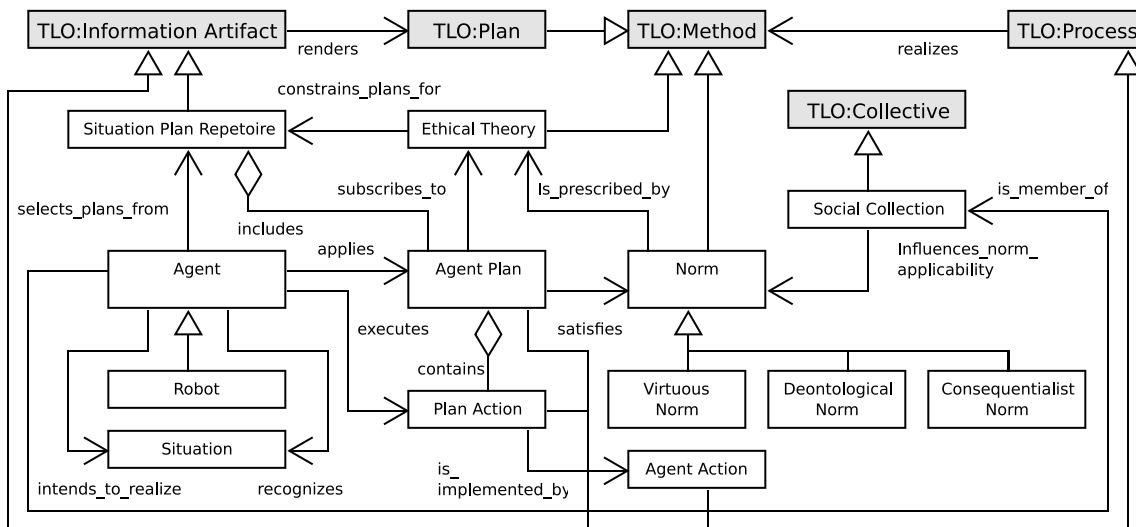 TLO:Information Artifact
renders
TLO:Plan
TLO:Method
realizes
TLO:Process
constrains_plans_for
TLO:Collective
Situation Plan Repetoire
Ethical Theory
subscribes_to
Is_prescribed_by
is_member_of
selects_plans_from
includes
Social Collection
applies
Influences_norm_
applicability
Agent
Agent Plan
Norm
executes
satisfies
contains
Robot
Plan Action
Virtuous
Norm
Deontological
Norm
Consequentialist
Norm
Situation
intends_to_realize
recognizes
is_
implemented_by
Agent Action